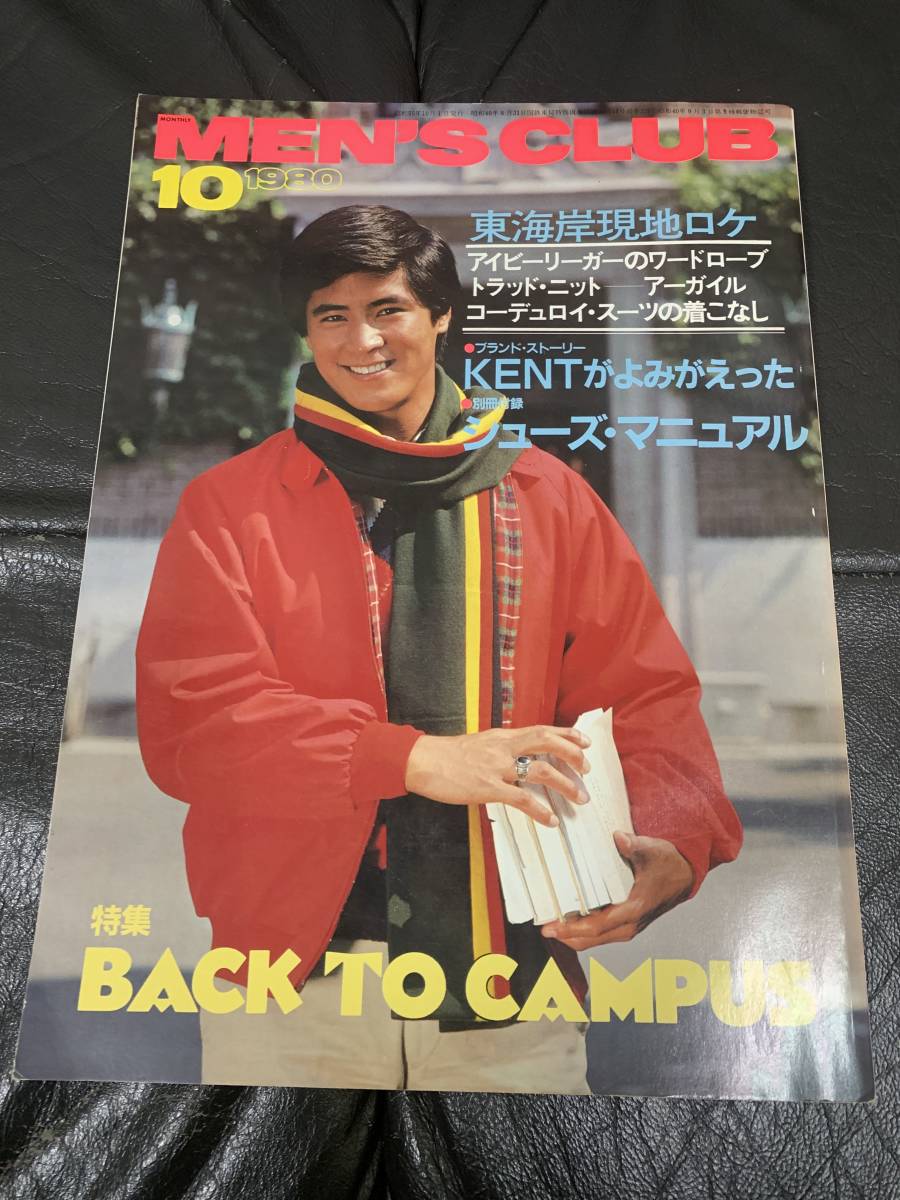 MONTHLY
MEN'S CLUB
10 1980
東海岸現地ロケ
アイビーリーガーのワードローブ
トラッド・ニット——アーガイル
コーデュロイ・スーツの着こなし
●ブランド・ストーリー
KENTがよみがえった
●別冊付録
シューズ・マニュアル
特集
BACK TO CAMPUS